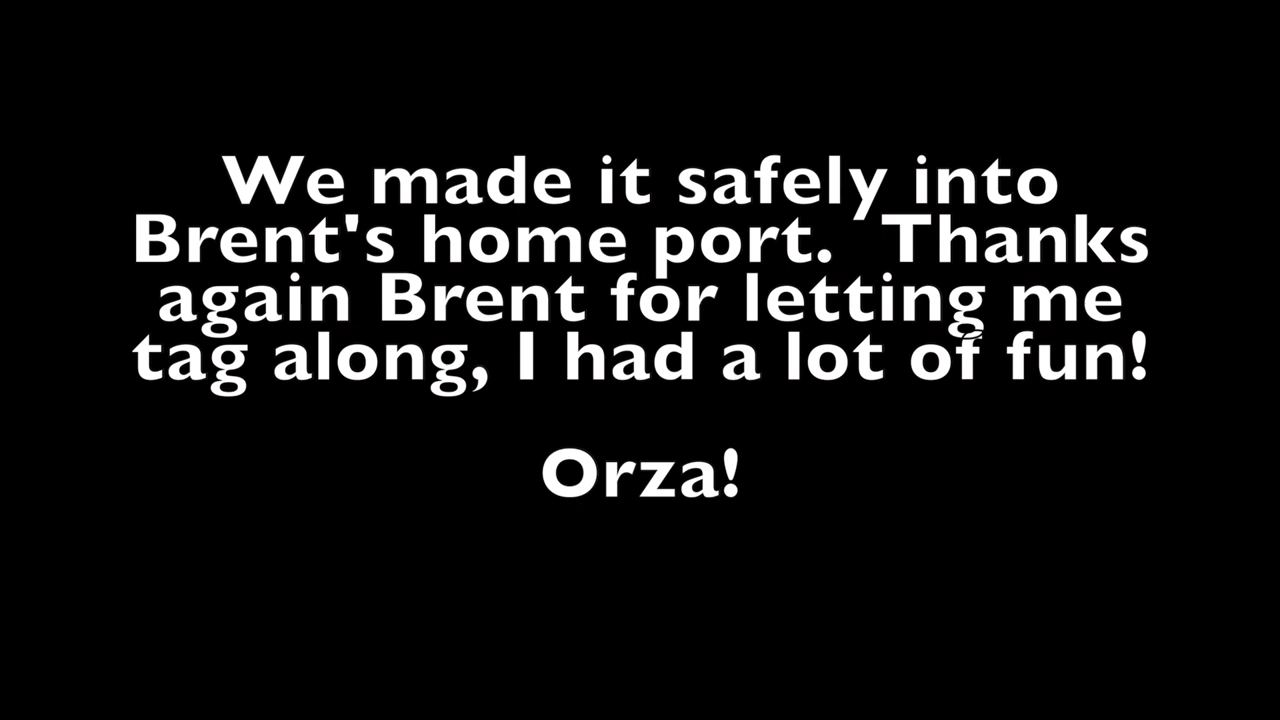 We made it safely into
Brent's home port.  Thanks
again Brent for letting me
tag along, I had a lot of fun!
Orza!